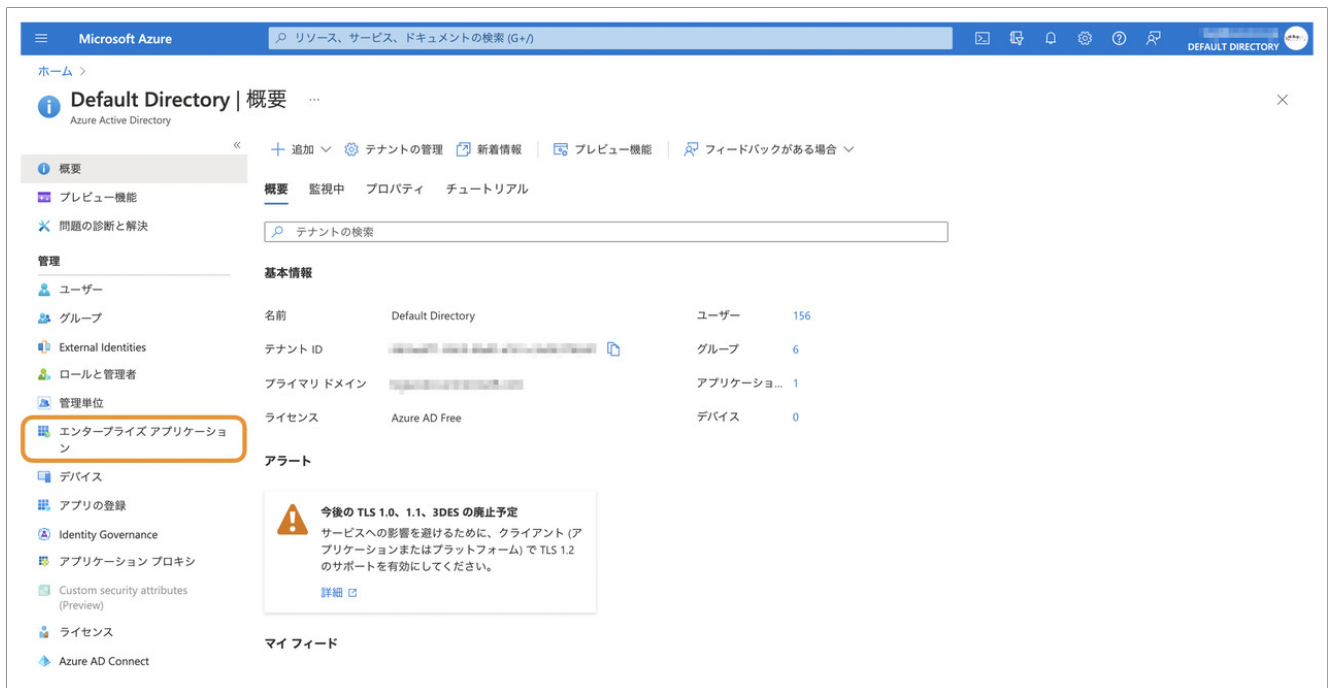 Microsoft Azure
リソース、サービス、ドキュメントの検索 (G+/)
DEFAULT DIRECTORY
ホーム >
Default Directory | 概要 ...
Azure Active Directory
«
概要
プレビュー機能
問題の診断と解決
管理
ユーザー
グループ
External Identities
ロールと管理者
管理単位
エンタープライズ アプリケーショ
ン
デバイス
アプリの登録
Identity Governance
アプリケーション プロキシ
Custom security attributes
(Preview)
ライセンス
Azure AD Connect
追加 テナントの管理 新着情報 プレビュー機能 フィードバックがある場合
概要 監視中 プロパティ チュートリアル
テナントの検索
基本情報
名前 Default Directory ユーザー 156
テナント ID グループ 6
プライマリ ドメイン アプリケーショ... 1
ライセンス Azure AD Free デバイス 0
アラート
今後の TLS 1.0、1.1、3DES の廃止予定
サービスへの影響を避けるために、クライアント (ア
プリケーションまたはプラットフォーム) で TLS 1.2
のサポートを有効にしてください。
詳細
マイ フィード